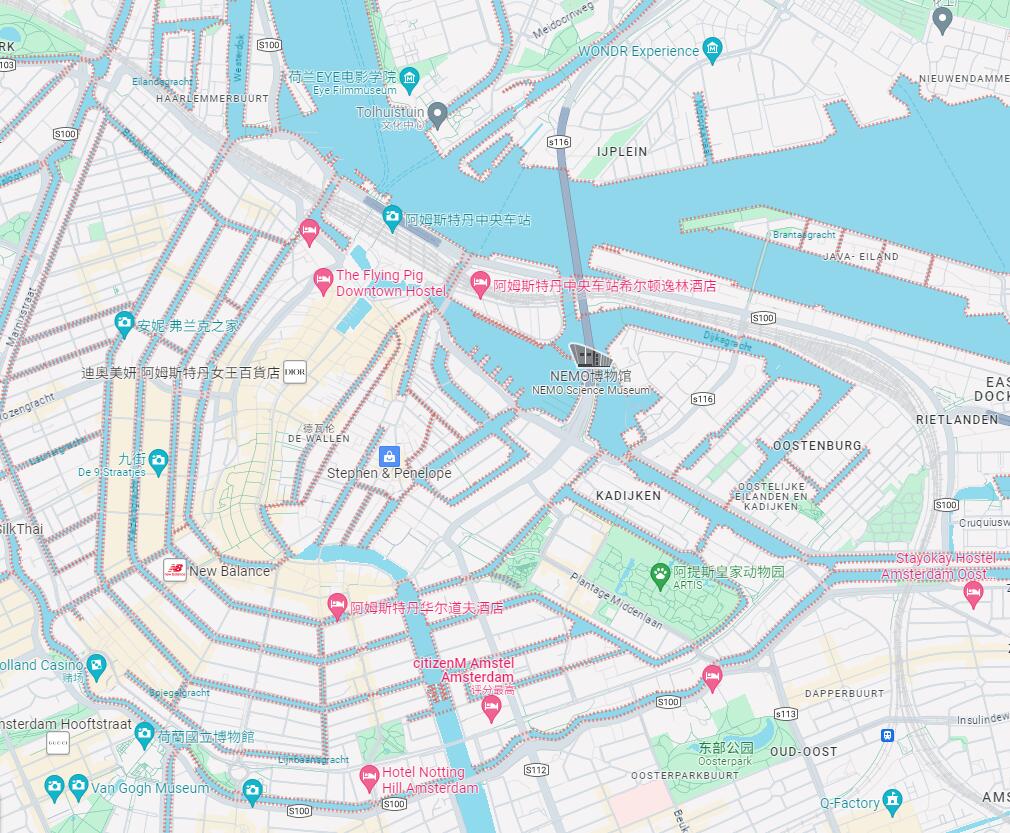 Meidoornweg
化工
RK
S100
WONDR Experience
103
Westerdok
荷兰EYE电影学院
Eye Filmmuseum
Eilandsgracht
NIEUWENDAMME
HAARLEMMERBUURT
Tolhuistuin
文化中心
S100
s116
IJPLEIN
阿姆斯特丹中央车站
Brantasgracht
JAVA- EILAND
The Flying Pig
Downtown Hostel
阿姆斯特丹中央车站希尔顿逸林酒店
Marnixstraat
S100
安妮·弗兰克之家
Dijksgracht
迪奥美妍 阿姆斯特丹女王百貨店
DIOR
NEMO博物馆
NEMO Science Museum
EAS
DOCK
s116
Rozengracht
RIETLANDEN
德瓦伦
DE WALLEN
OOSTENBURG
九街
De 9 Straatjes
Stephen & Penelope
OOSTELIJKE
EILANDEN EN
KADIJKEN
KADIJKEN
S100
SilkThai
Cruquiusw
New Balance
Stayokay Hostel
Amsterdam Oost...
阿提斯皇家动物园
ARTIS
Plantage Middenlaan
阿姆斯特丹华尔道夫酒店
olland Casino
赌场
citizenM Amstel
Amsterdam
评分最高
Spiegelgracht
DAPPERBUURT
S100
s113
msterdam Hooftstraat
GUCCI
荷蘭國立博物館
Insulindew
东部公园
Oosterpark
OUD-OOST
Lijnbaansgracht
S112
OOSTERPARKBUURT
Hotel Notting
Hill Amsterdam
Van Gogh Museum
S100
S100
AMS
Q-Factory
Beuk